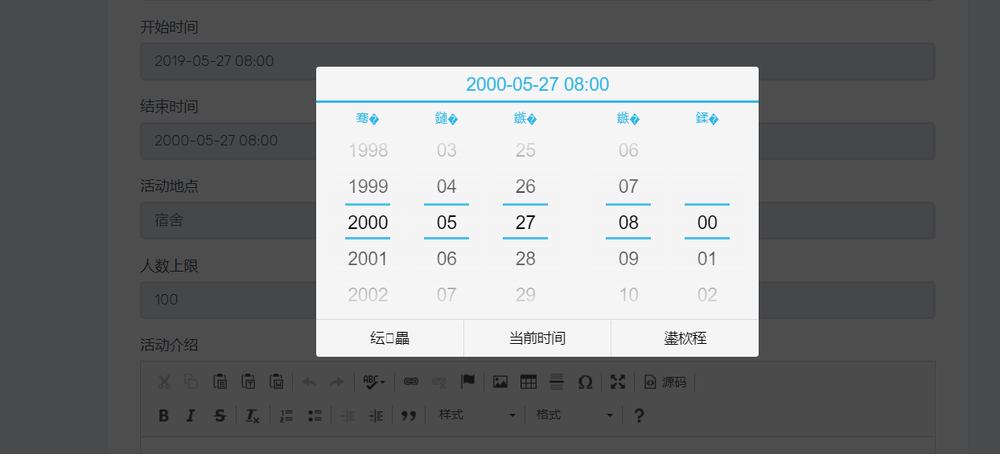 开始时间
2019-05-27 08:00
2000-05-27 08:00
结束时间
2000-05-27 08:00
骞� 鏈� 鏃� 鏃� 鍒�
1998 03 25 06
1999 04 26 07
活动地点
宿舍
2000 05 27 08 00
2001 06 28 09 01
人数上限
100
2002 07 29 10 02
活动介绍
纭畾 当前时间 鍙栨秷
ABC 源码
B I S Tx 样式 格式 ?